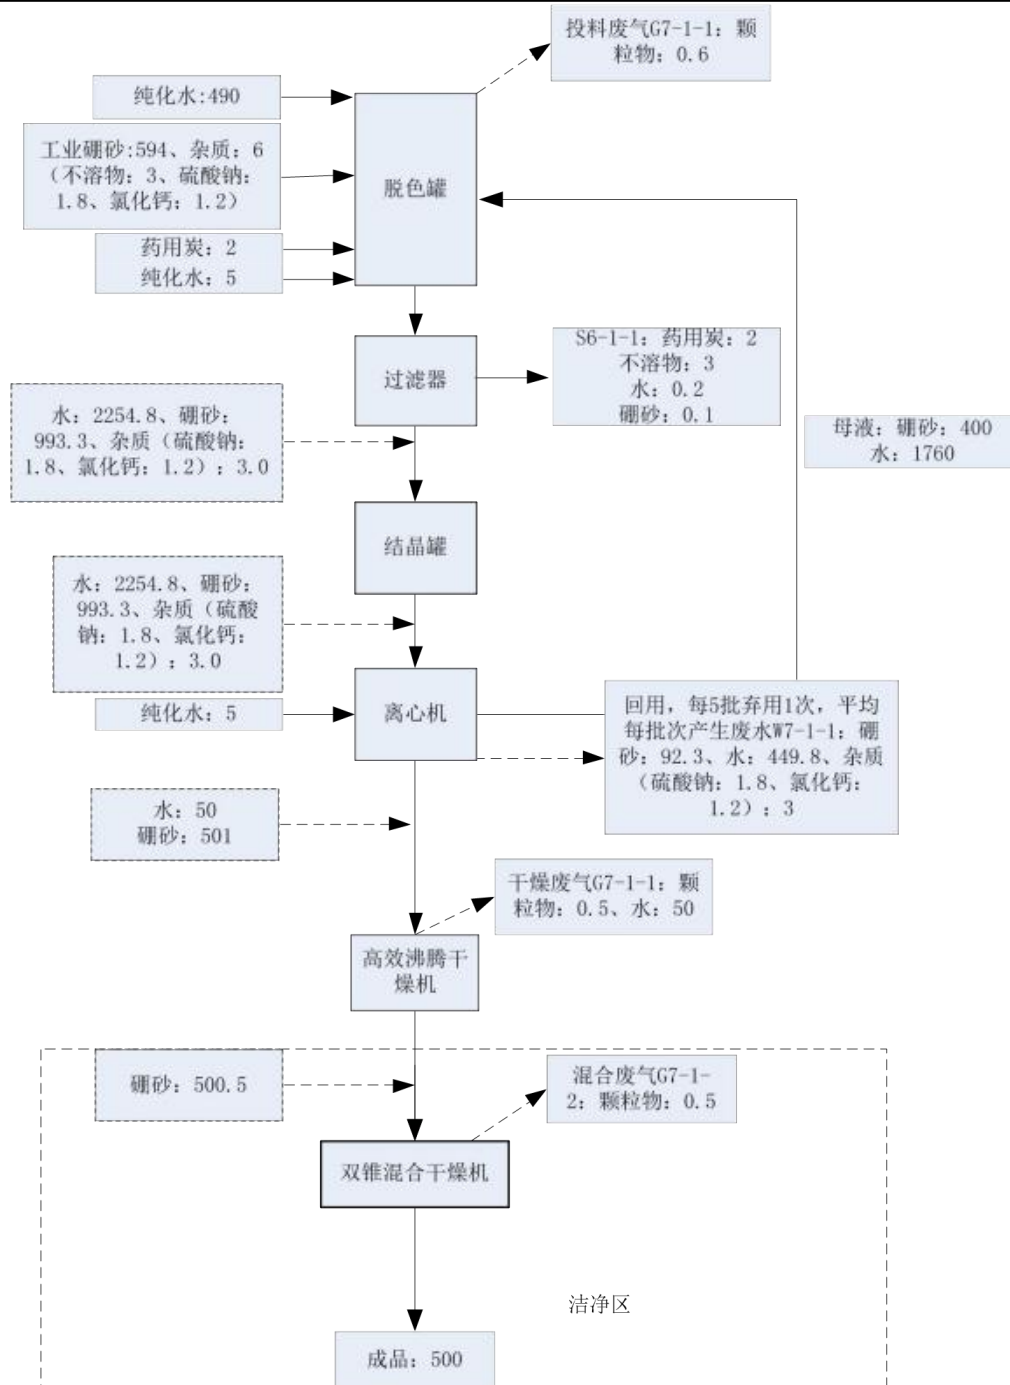 投料废气G7-1-1：颗
粒物：0.6
纯化水:490
工业硼砂:594、杂质：6
（不溶物：3、硫酸钠：
1.8、氯化钙：1.2）
脱色罐
药用炭：2
纯化水：5
过滤器
S6-1-1：药用炭：2
不溶物：3
水：0.2
硼砂：0.1
水：2254.8、硼砂：
993.3、杂质（硫酸钠：
1.8、氯化钙：1.2）；3.0
母液：硼砂：400
水：1760
结晶罐
水：2254.8、硼砂：
993.3、杂质（硫酸
钠：1.8、氯化钙：
1.2）；3.0
纯化水：5
离心机
回用，每5批弃用1次，平均
每批次产生废水W7-1-1：硼
砂：92.3、水：449.8、杂质
（硫酸钠：1.8、氯化钙：
1.2）；3
水：50
硼砂：501
干燥废气G7-1-1：颗
粒物：0.5、水：50
高效沸腾干
燥机
硼砂：500.5
混合废气G7-1-
2：颗粒物：0.5
双锥混合干燥机
洁净区
成品：500